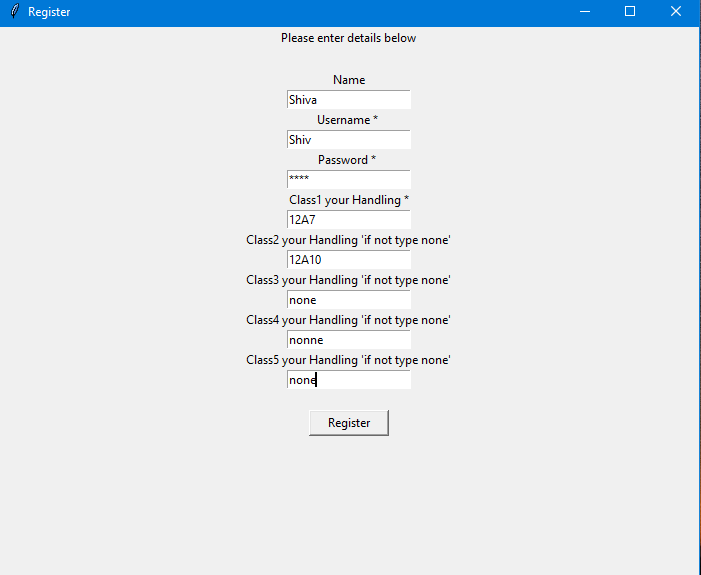 Register
Please enter details below
Name
Shiva
Username *
Shiv
Password *
****
Class1 your Handling *
12A7
Class2 your Handling 'if not type none'
12A10
Class3 your Handling 'if not type none'
none
Class4 your Handling 'if not type none'
nonne
Class5 your Handling 'if not type none'
none
Register